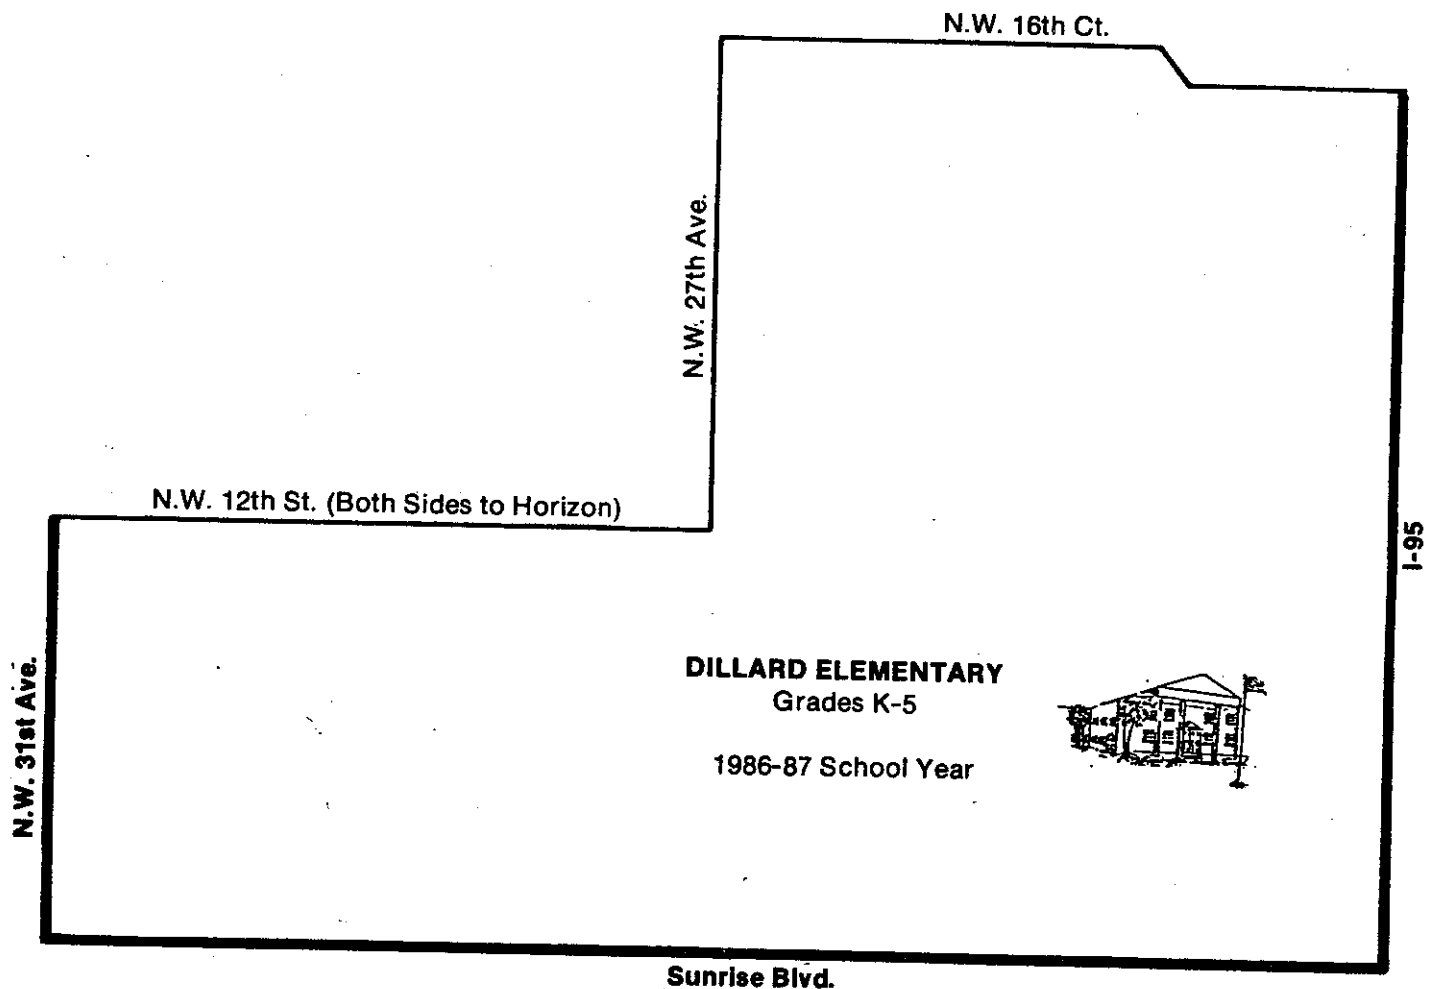 N.W. 16th Ct.
N.W. 27th Ave.
N.W. 12th St. (Both Sides to Horizon)
I-95
N.W. 31st Ave.
DILLARD ELEMENTARY
Grades K-5
1986-87 School Year
Sunrise Blvd.